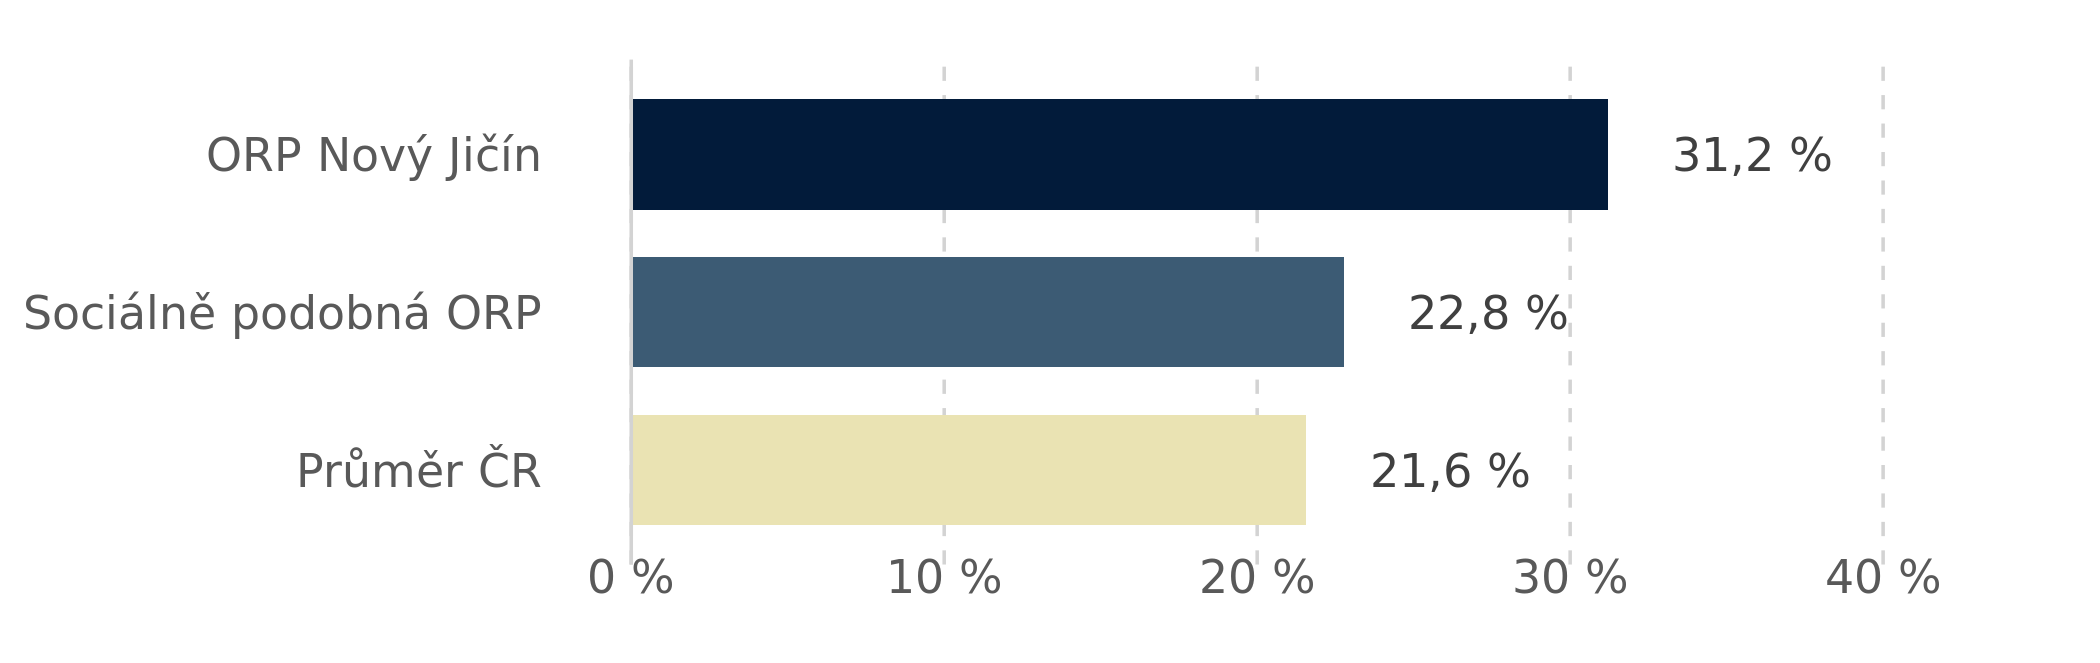 ORP Nový Jičín 31,2 %
Sociálně podobná ORP 22,8 %
Průměr ČR 21,6 %
0 % 10 % 20 % 30 % 40 %